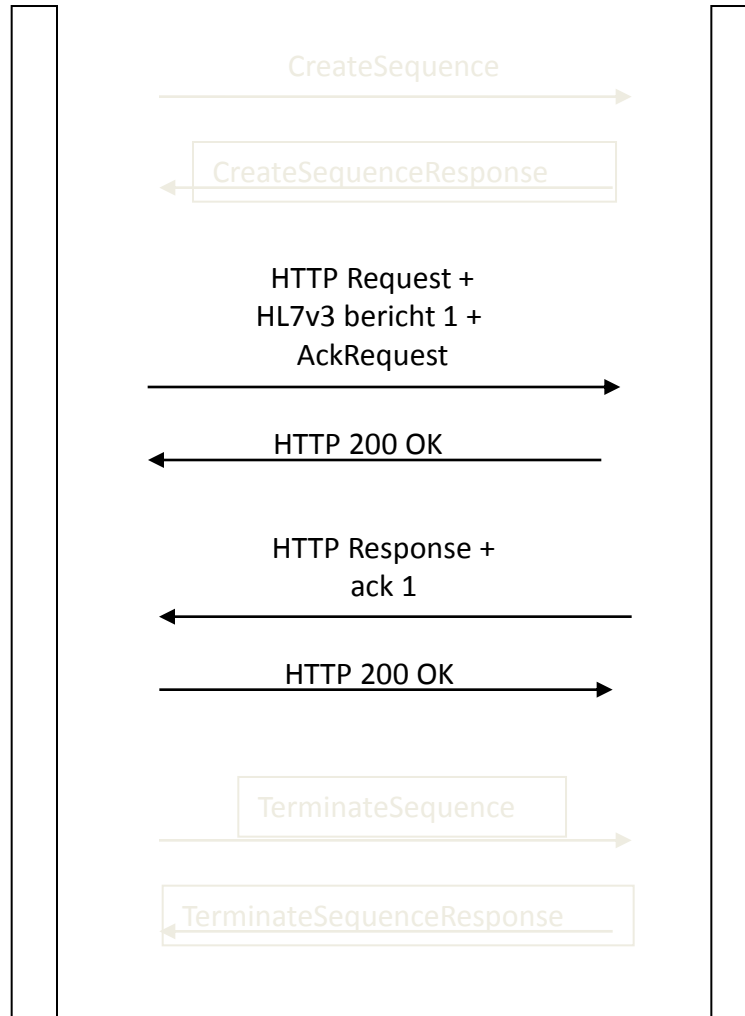 CreateSequence
CreateSequenceResponse
HTTP Request +
HL7v3 bericht 1 +
AckRequest
HTTP 200 OK
HTTP Response +
ack 1
HTTP 200 OK
TerminateSequence
TerminateSequenceResponse